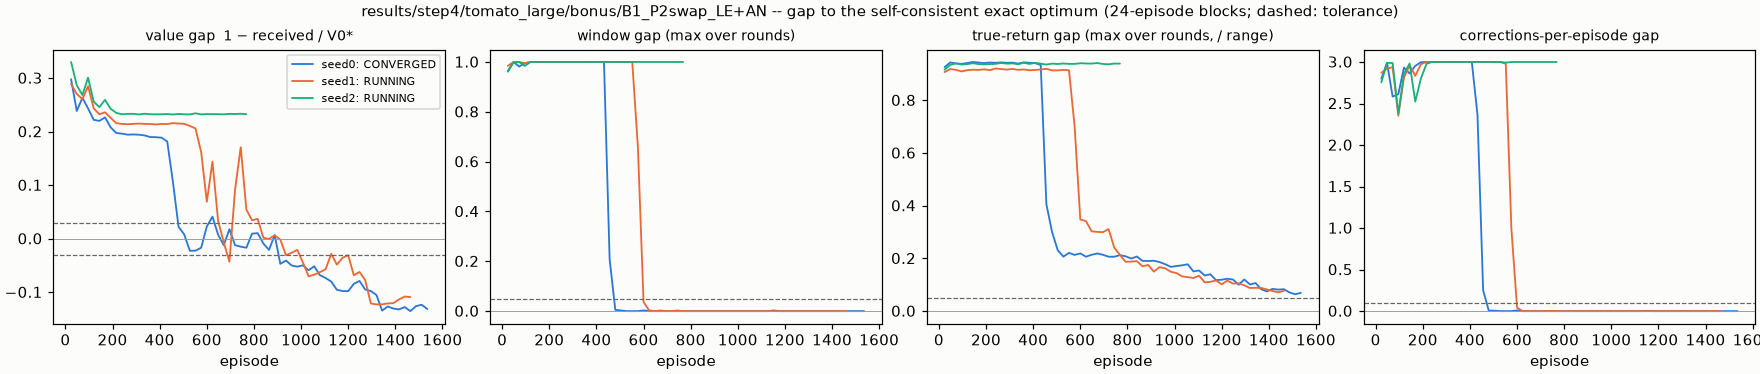 results/step4/tomato_large/bonus/B1_P2swap_LE+AN -- gap to the self-consistent exact optimum (24-episode blocks; dashed: tolerance)
value gap 1 − received / V0*
seed0: CONVERGED
seed1: RUNNING
seed2: RUNNING
0.3
0.2
0.1
0.0
−0.1
0 200 400 600 800 1000 1200 1400 1600
episode
window gap (max over rounds)
1.0
0.8
0.6
0.4
0.2
0.0
0 200 400 600 800 1000 1200 1400 1600
episode
true-return gap (max over rounds, / range)
0.8
0.6
0.4
0.2
0.0
0 200 400 600 800 1000 1200 1400 1600
episode
corrections-per-episode gap
3.0
2.5
2.0
1.5
1.0
0.5
0.0
0 200 400 600 800 1000 1200 1400 160
episode